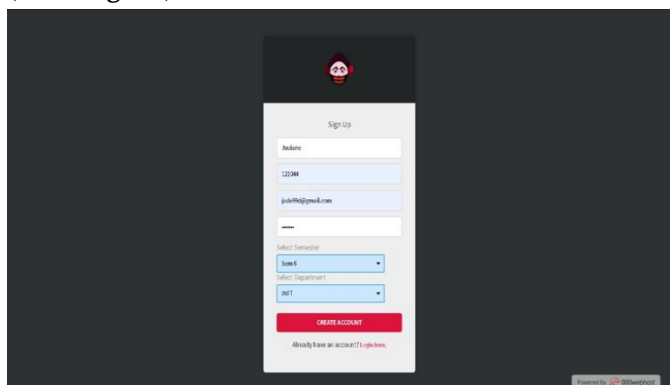 Sign Up
121044
Select Semester
Sem 6
Select Department
CREATE ACCOUNT
Already have an account? Login here.
Powered by 000webhost